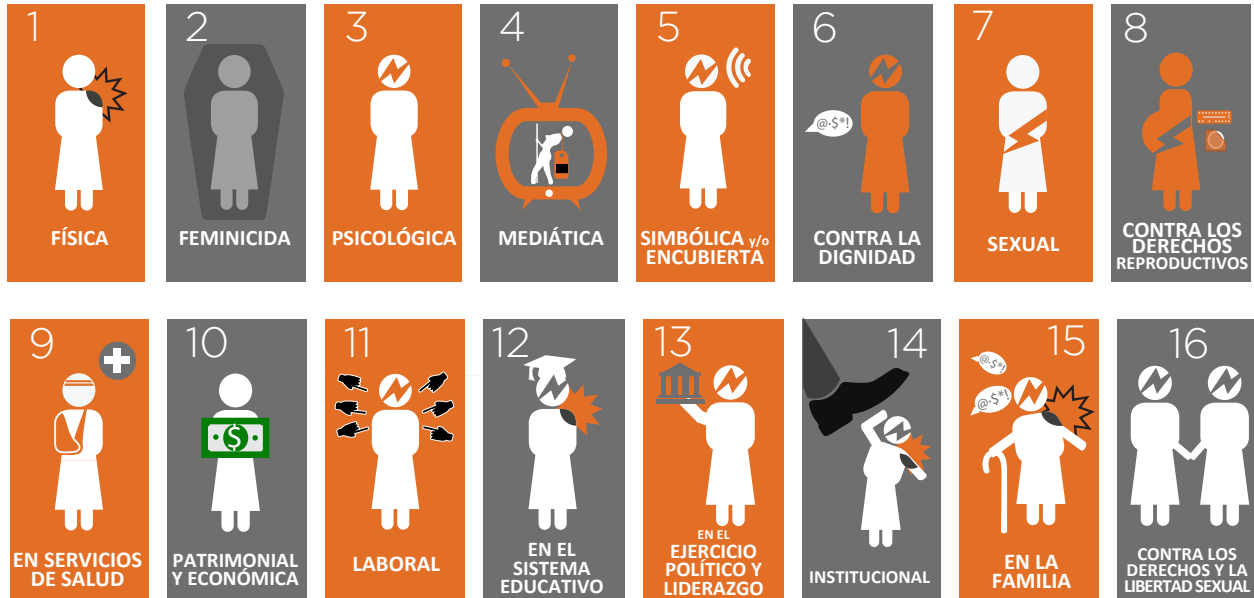 1
FÍSICA
2
FEMINICIDA
3
PSICOLÓGICA
4
MEDIÁTICA
5
SIMBÓLICA y/o
ENCUBIERTA
6
@·$*!
CONTRA LA
DIGNIDAD
7
SEXUAL
8
CONTRA LOS
DERECHOS
REPRODUCTIVOS
9
EN SERVICIOS
DE SALUD
10
$
PATRIMONIAL
Y ECONÓMICA
11
LABORAL
12
EN EL
SISTEMA
EDUCATIVO
13
EN EL
EJERCICIO
POLÍTICO Y
LIDERAZGO
14
INSTITUCIONAL
15
@·$*!
@·$*!
EN LA
FAMILIA
16
CONTRA LOS
DERECHOS Y LA
LIBERTAD SEXUAL